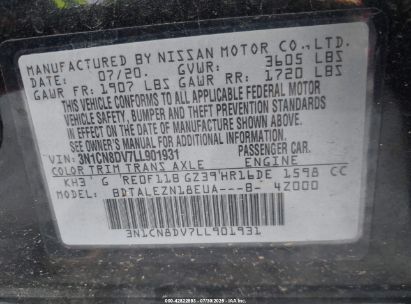 MANUFACTURED BY NISSAN MOTOR CO., LTD.
DATE: 07/20. GVWR: 3605 LBS
GAWR FR: 1907 LBS GAWR RR: 1720 LBS
THIS VEHICLE CONFORMS TO ALL APPLICABLE FEDERAL MOTOR
VEHICLE SAFETY, BUMPER, AND THEFT PREVENTION STANDARDS
IN EFFECT ON THE DATE OF MANUFACTURE SHOWN ABOVE.
SEE OWNER'S MANUAL FOR ADDITIONAL INFORMATION.
VIN: 3N1CN8DV7LL901931 PASSENGER CAR.
COLOR TRIM TRANS AXLE ENGINE
KH3 G RE0F11B GZ39 HR16DE 1598 CC
MODEL: BDTALEZN18EUA---B- 4Z000
3N1CN8DV7LL901931